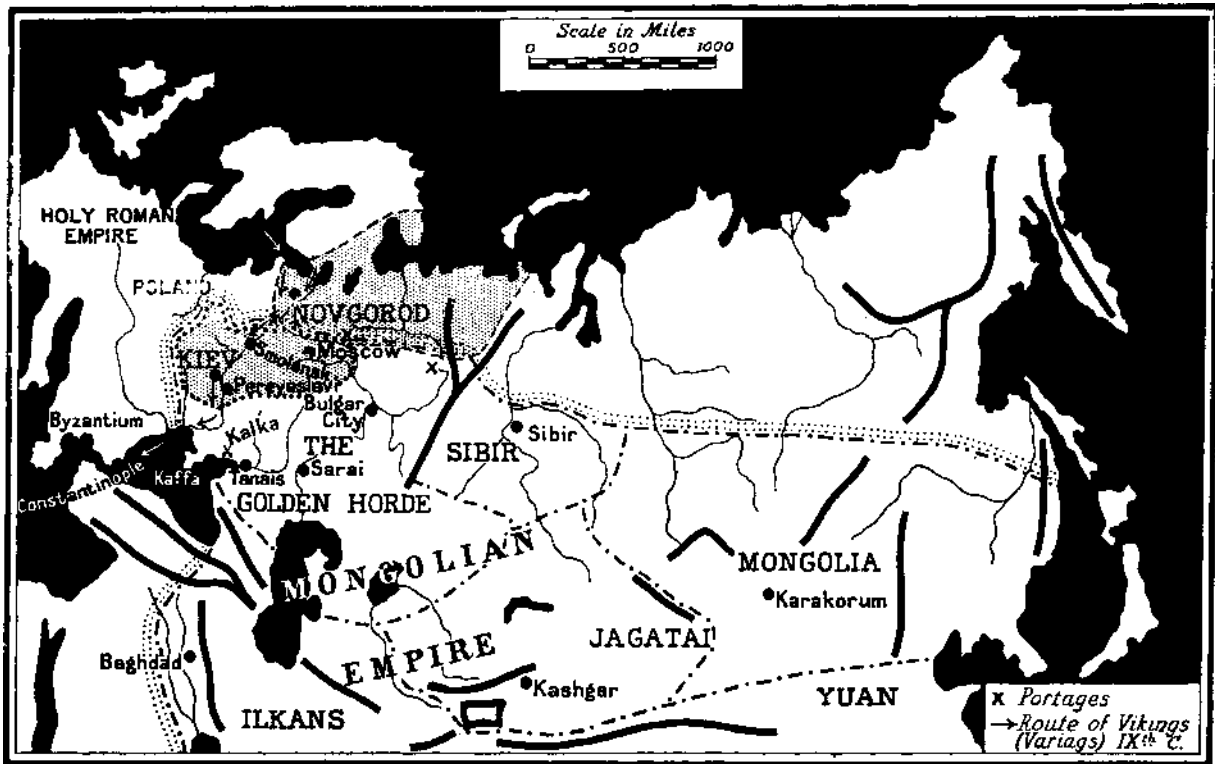 Scale in Miles
0 500 1000
HOLY ROMAN
EMPIRE
POLAND
NOVGOROD
Moscow
Smolensk
KIEV
Pereyaslavl
Bulgar
City
Byzantium
Kalka
THE
SIBIR
Sibir
Sarai
Tanais
Kaffa
Constantinople
GOLDEN HORDE
MONGOLIAN
EMPIRE
MONGOLIA
Karakorum
JAGATAI
Baghdad
Kashgar
ILKANS
YUAN
x Portages
→Route of Vikings
(Variags) IXth C.